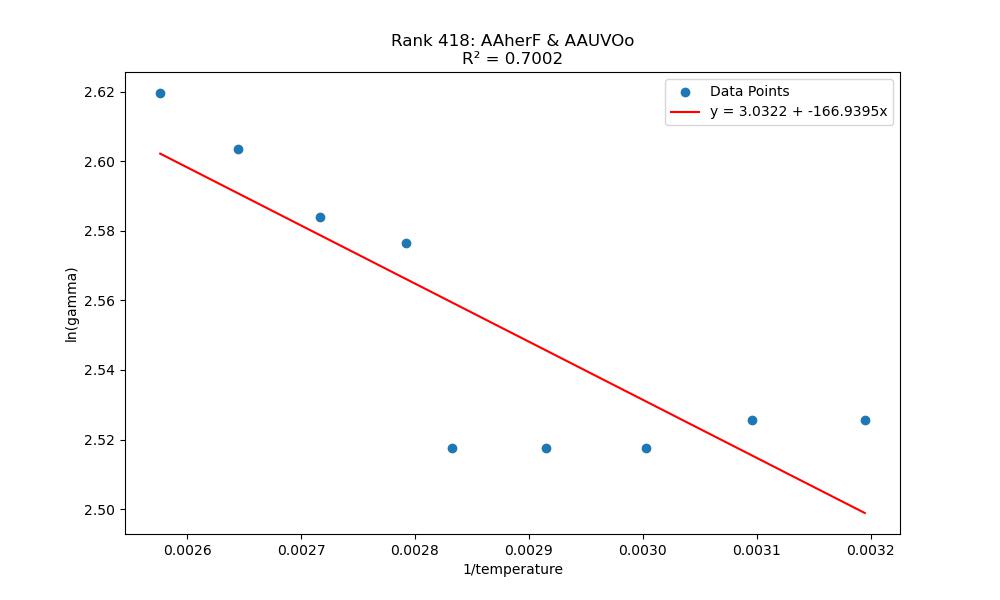 Rank 418: AAherF & AAUVOo
R² = 0.7002
Data Points
y = 3.0322 + -166.9395x
2.62
2.60
2.58
2.56
2.54
2.52
2.50
ln(gamma)
0.0026 0.0027 0.0028 0.0029 0.0030 0.0031 0.0032
1/temperature